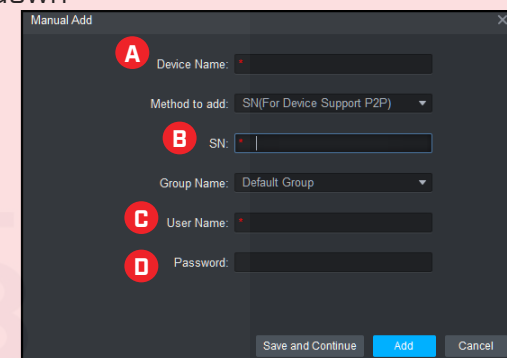 down
Manual Add ×
A Device Name: *
Method to add: SN(For Device Support P2P)
B SN: *
Group Name: Default Group
C User Name: *
D Password:
Save and Continue Add Cancel